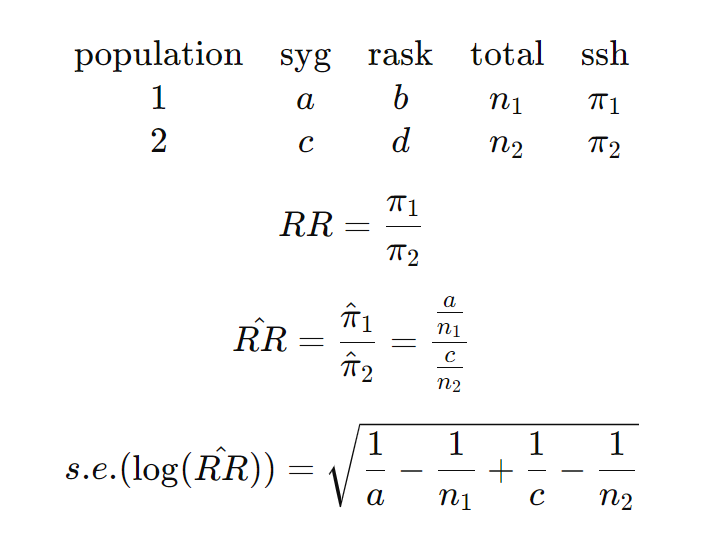 population syg rask total ssh
1 a b n₁ π₁
2 c d n₂ π₂
RR = π₁ / π₂
R̂R = π̂₁ / π̂₂ = (a / n₁) / (c / n₂)
s.e.(log(R̂R)) = √(1/a − 1/n₁ + 1/c − 1/n₂)